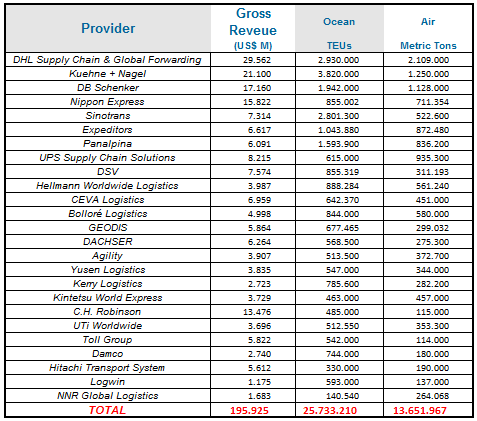 Provider Gross Reveue (US$ M) Ocean TEUs Air Metric Tons
DHL Supply Chain & Global Forwarding 29.562 2.930.000 2.109.000
Kuehne + Nagel 21.100 3.820.000 1.250.000
DB Schenker 17.160 1.942.000 1.128.000
Nippon Express 15.822 855.002 711.354
Sinotrans 7.314 2.801.300 522.600
Expeditors 6.617 1.043.880 872.480
Panalpina 6.091 1.593.900 836.200
UPS Supply Chain Solutions 8.215 615.000 935.300
DSV 7.574 855.319 311.193
Hellmann Worldwide Logistics 3.987 888.284 561.240
CEVA Logistics 6.959 642.370 451.000
Bolloré Logistics 4.998 844.000 580.000
GEODIS 5.864 677.465 299.032
DACHSER 6.264 568.500 275.300
Agility 3.907 513.500 372.700
Yusen Logistics 3.835 547.000 344.000
Kerry Logistics 2.723 785.600 282.200
Kintetsu World Express 3.729 463.000 457.000
C.H. Robinson 13.476 485.000 115.000
UTi Worldwide 3.696 512.550 353.300
Toll Group 5.822 542.000 114.000
Damco 2.740 744.000 180.000
Hitachi Transport System 5.612 330.000 190.000
Logwin 1.175 593.000 137.000
NNR Global Logistics 1.683 140.540 264.068
TOTAL 195.925 25.733.210 13.651.967